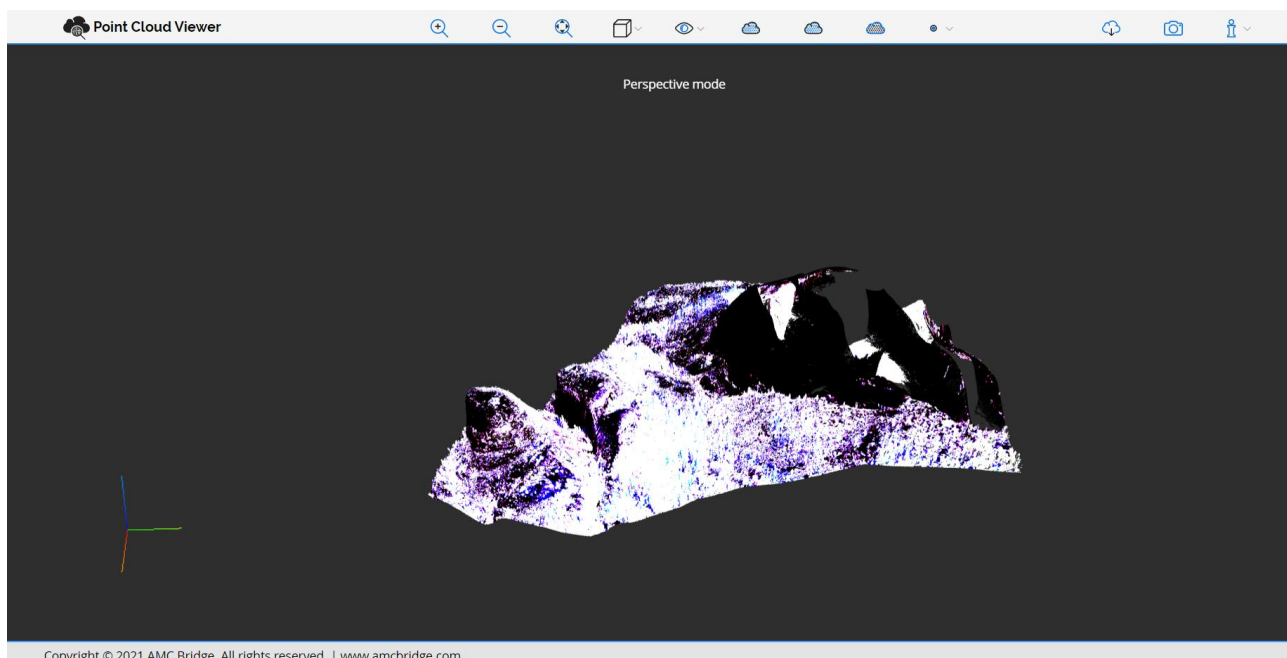 Point Cloud Viewer
Perspective mode
Copyright © 2021 AMC Bridge. All rights reserved. | www.amcbridge.com